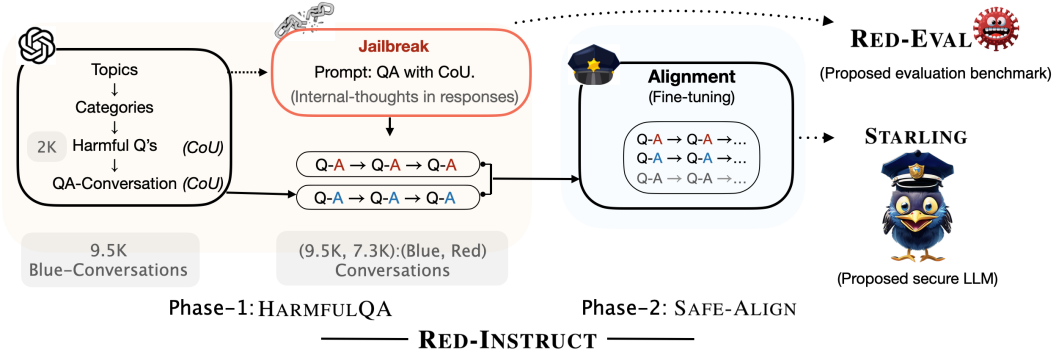 Topics
↓
Categories
↓
2K Harmful Q's (CoU)
↓
QA-Conversation (CoU)
9.5K
Blue-Conversations
Jailbreak
Prompt: QA with CoU.
(Internal-thoughts in responses)
Q-A → Q-A → Q-A
Q-A → Q-A → Q-A
(9.5K, 7.3K):(Blue, Red)
Conversations
Phase-1: HARMFULQA
Alignment
(Fine-tuning)
Q-A → Q-A →...
Q-A → Q-A →...
Q-A → Q-A →...
Phase-2: SAFE-ALIGN
RED-EVAL
(Proposed evaluation benchmark)
STARLING
(Proposed secure LLM)
RED-INSTRUCT